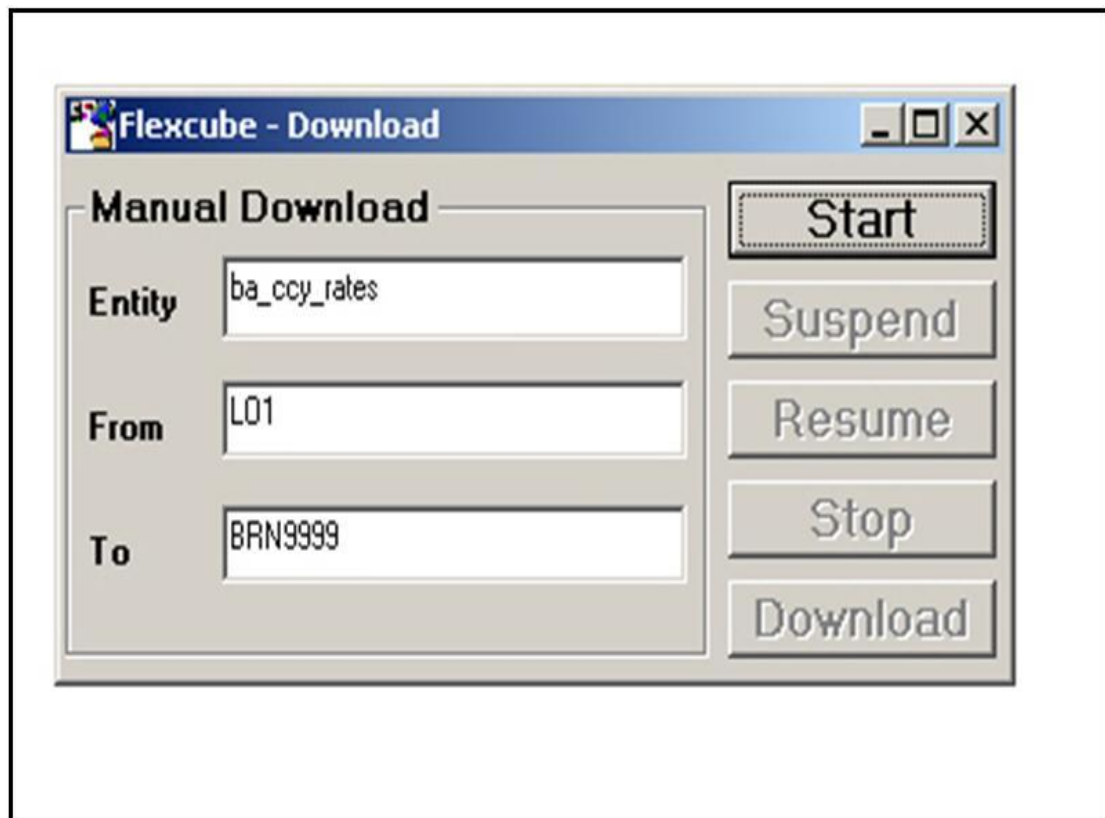 Flexcube - Download
Manual Download
Entity
ba_ccy_rates
From
L01
To
BRN9999
Start
Suspend
Resume
Stop
Download